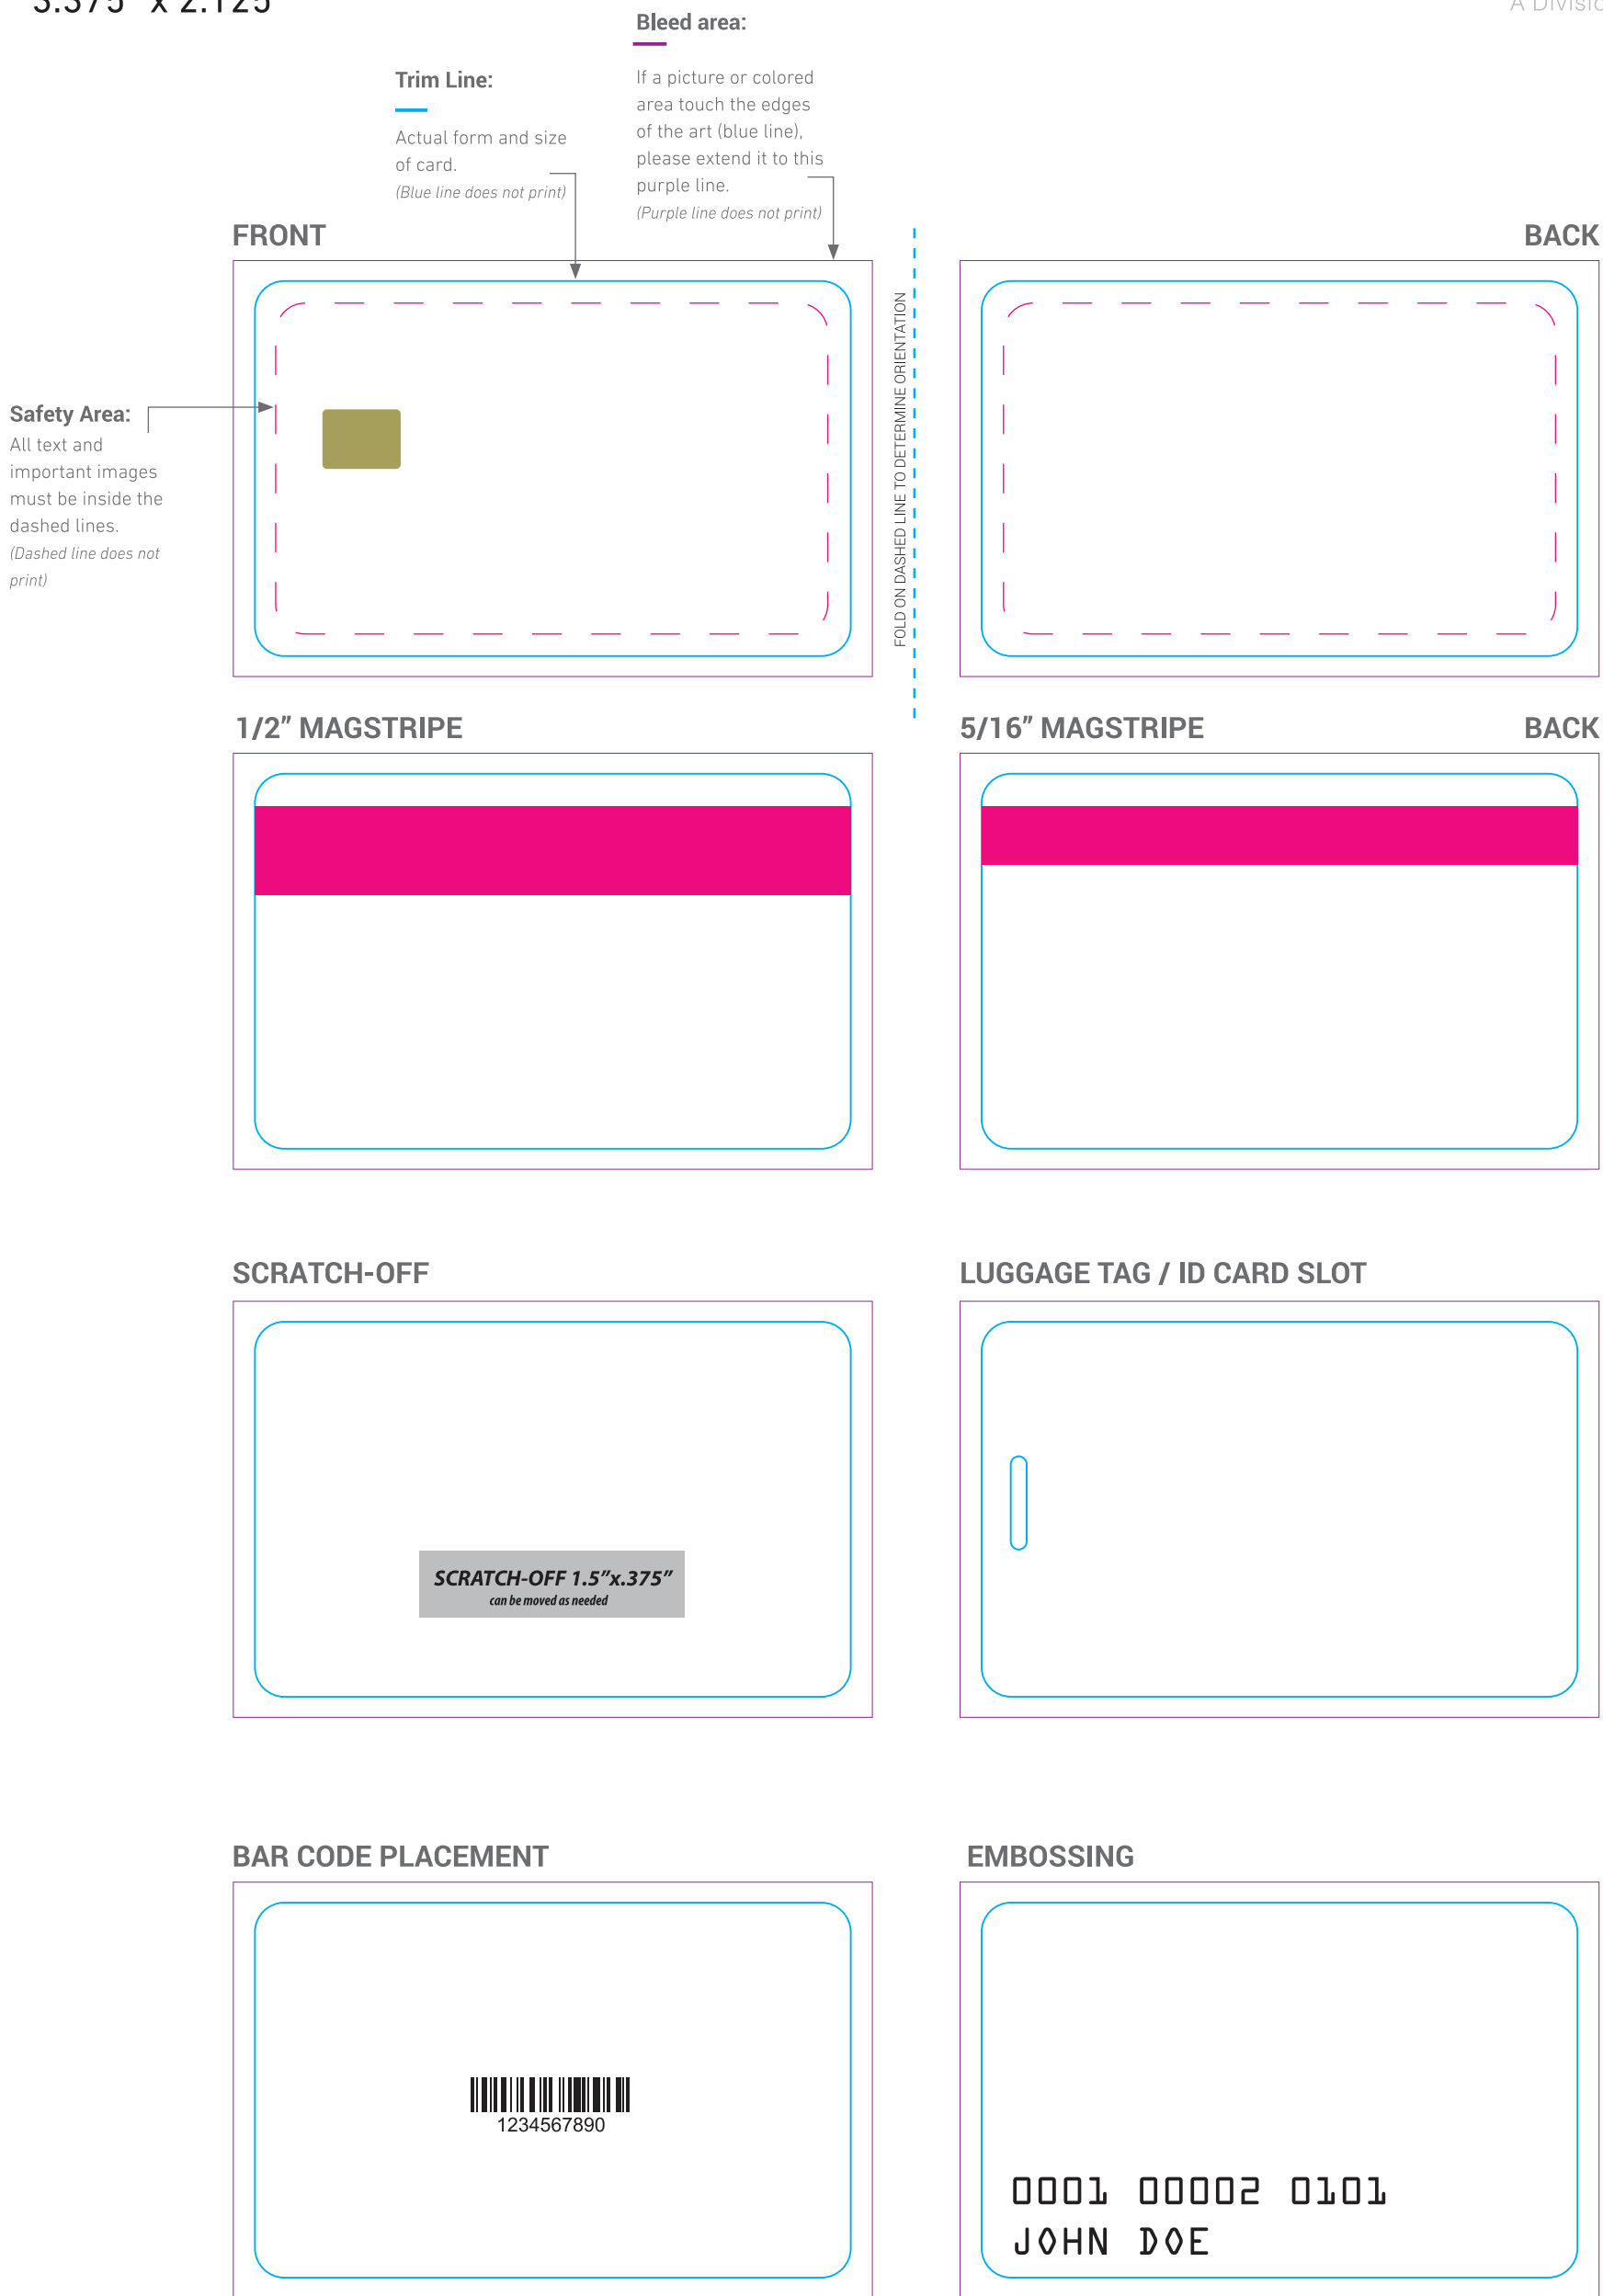 3.375" x 2.125"
A Divisio
Bleed area:
If a picture or colored
area touch the edges
of the art (blue line),
please extend it to this
purple line.
(Purple line does not print)
Trim Line:
Actual form and size
of card.
(Blue line does not print)
FRONT
BACK
FOLD ON DASHED LINE TO DETERMINE ORIENTATION
Safety Area:
All text and
important images
must be inside the
dashed lines.
(Dashed line does not
print)
1/2” MAGSTRIPE
5/16” MAGSTRIPE
BACK
SCRATCH-OFF
LUGGAGE TAG / ID CARD SLOT
SCRATCH-OFF 1.5”x.375”
can be moved as needed
BAR CODE PLACEMENT
EMBOSSING
1234567890
0001 00002 0101
JOHN DOE